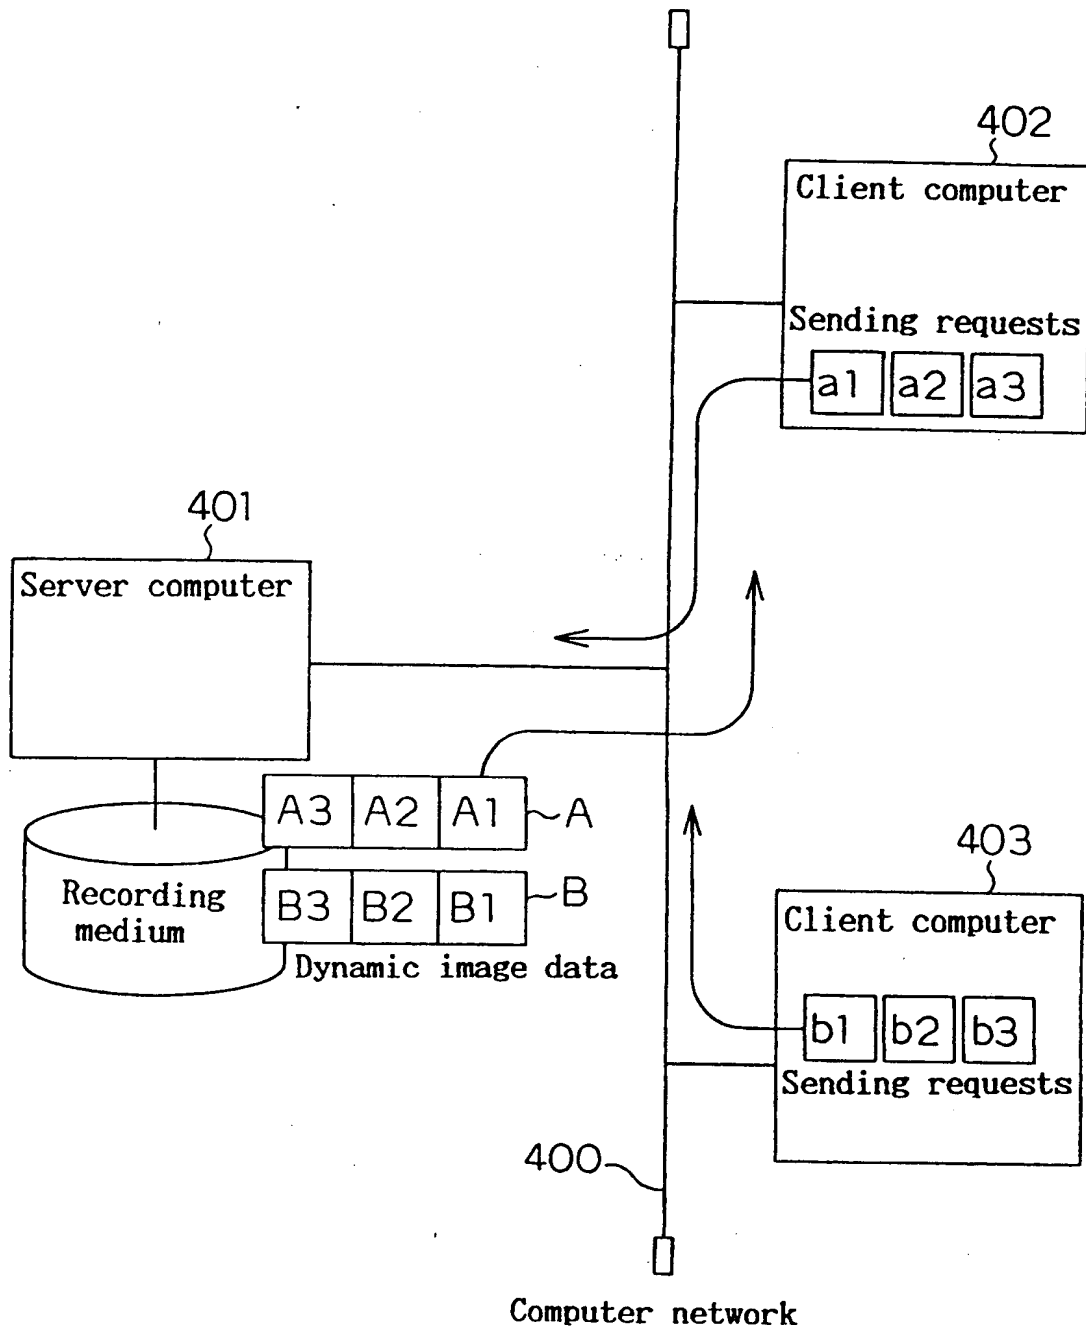 402
Client computer
Sending requests
a1 a2 a3
401
Server computer
A3 A2 A1 A
B3 B2 B1 B
Recording
medium
Dynamic image data
403
Client computer
b1 b2 b3
Sending requests
400
Computer network